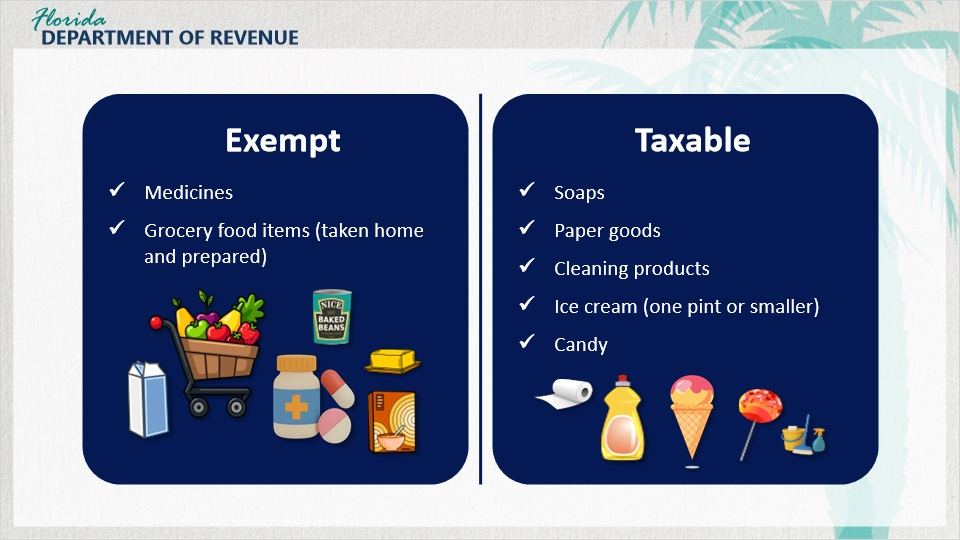 Florida
DEPARTMENT OF REVENUE
Exempt
✓ Medicines
✓ Grocery food items (taken home
and prepared)
NICE
BAKED
BEANS
Taxable
✓ Soaps
✓ Paper goods
✓ Cleaning products
✓ Ice cream (one pint or smaller)
✓ Candy